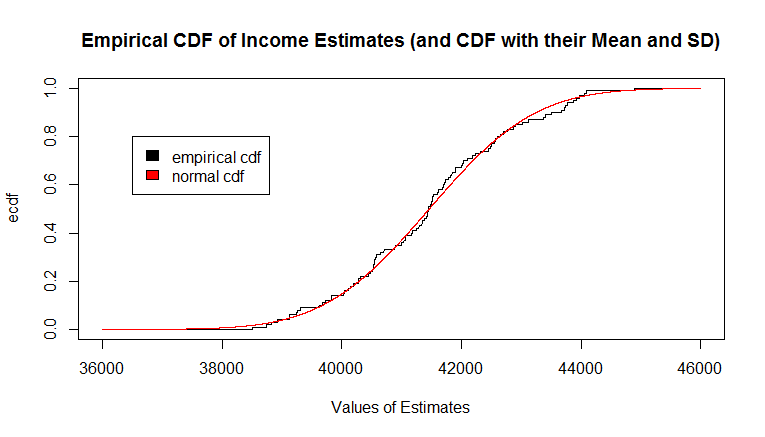 Empirical CDF of Income Estimates (and CDF with their Mean and SD)
1.0
0.8
0.6
0.4
0.2
0.0
ecdf
empirical cdf
normal cdf
36000 38000 40000 42000 44000 46000
Values of Estimates